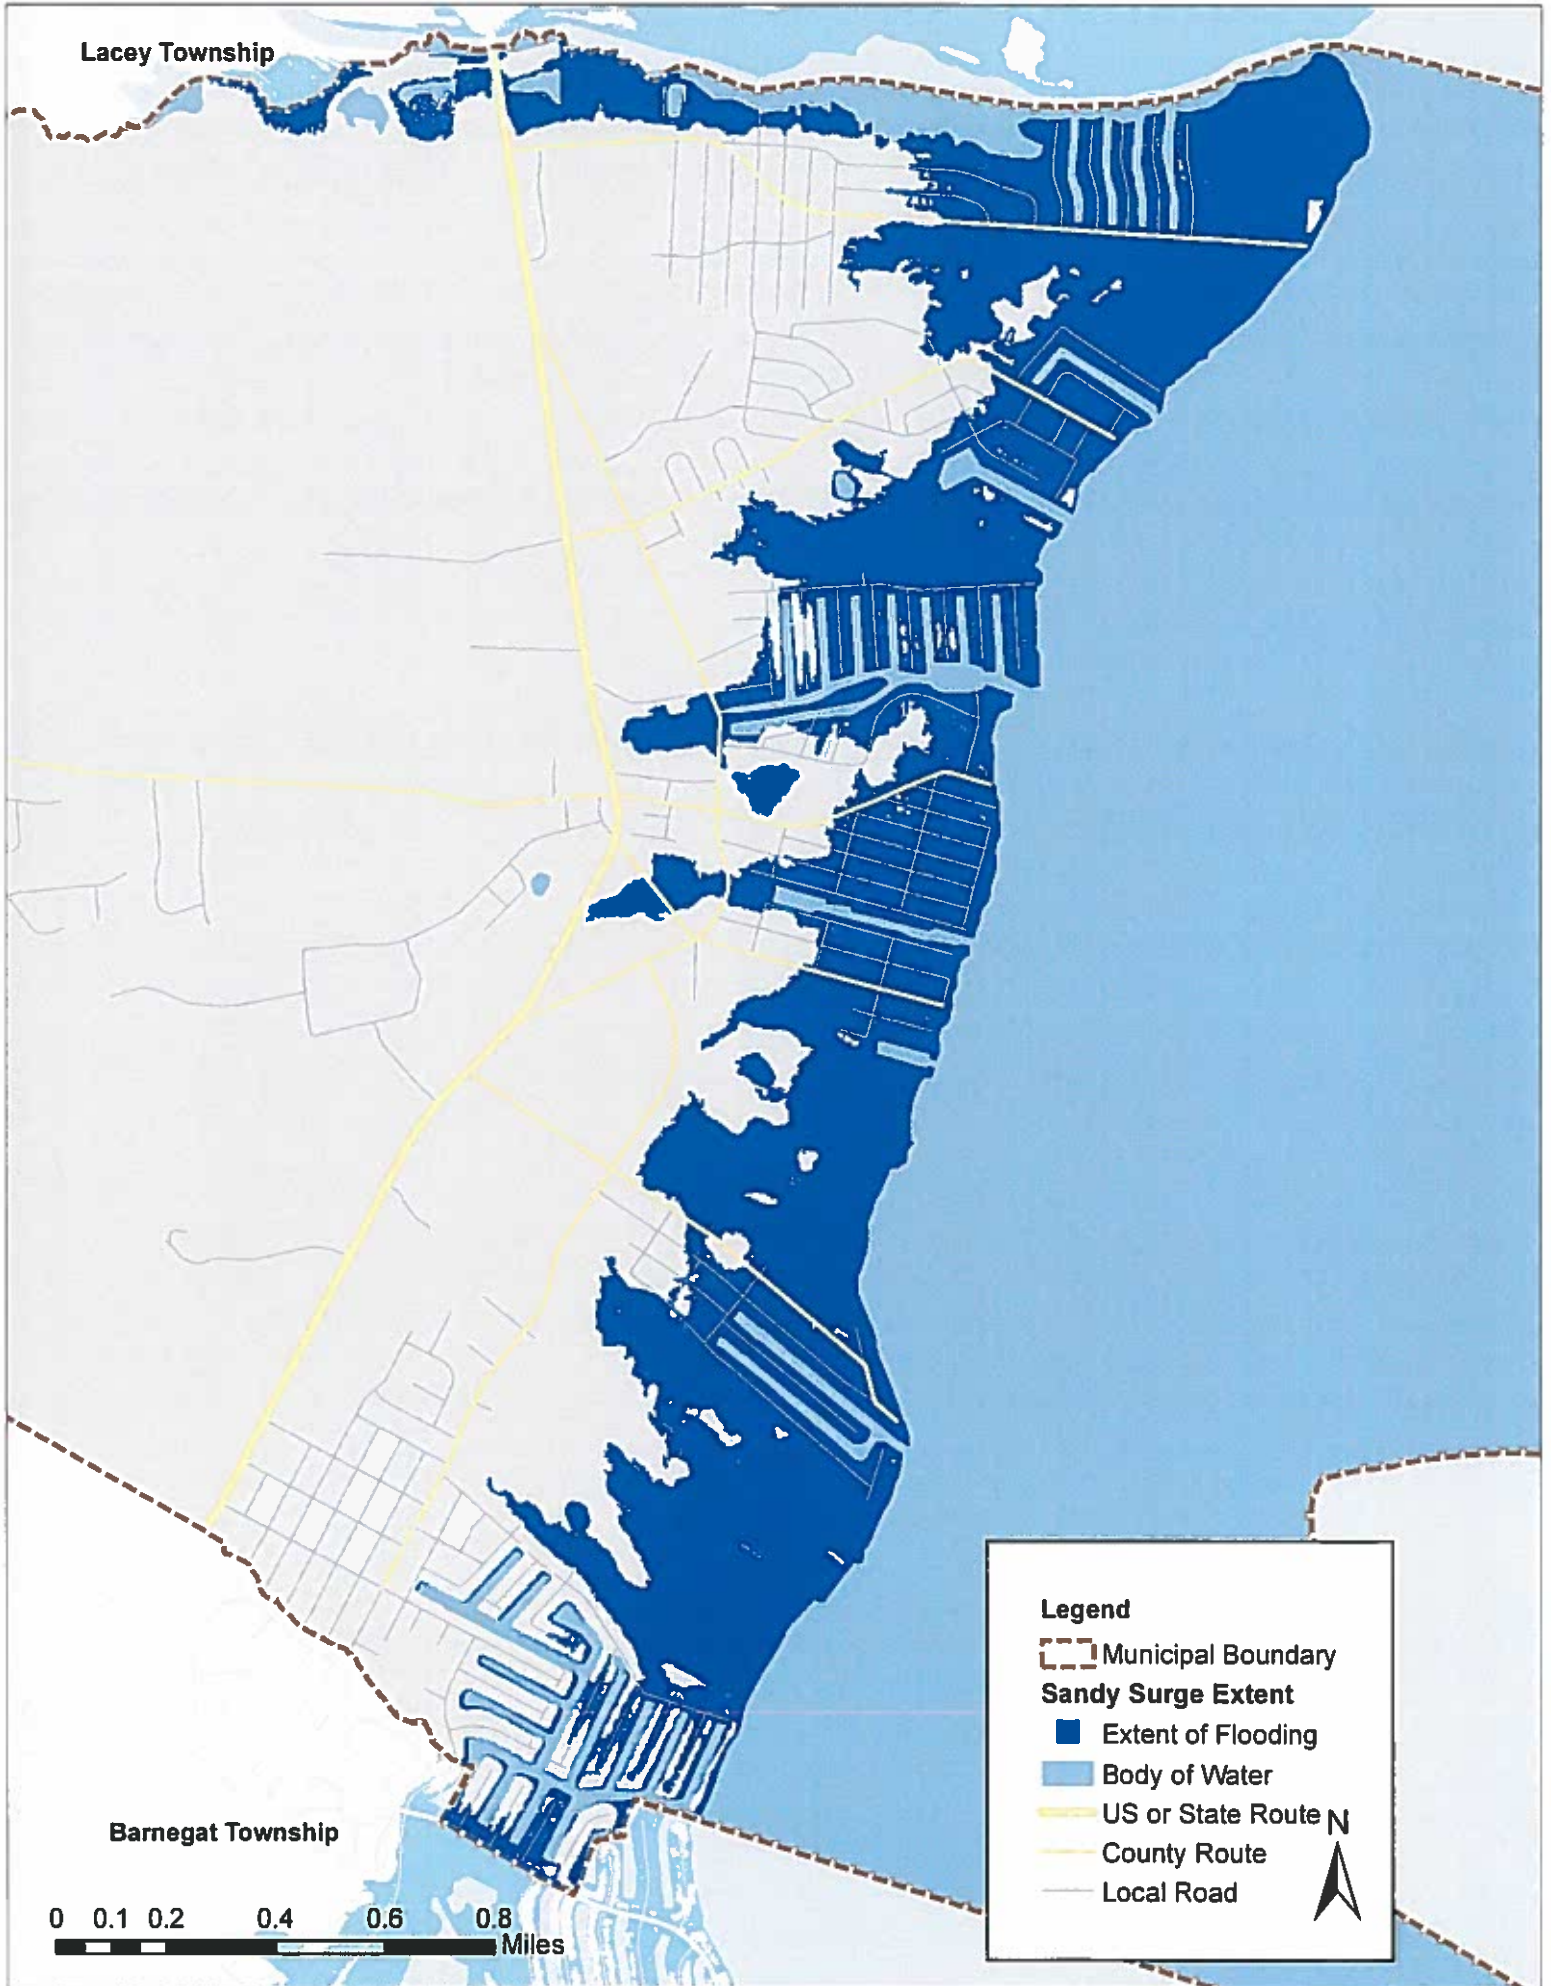 Lacey Township
Legend
Municipal Boundary
Sandy Surge Extent
Extent of Flooding
Body of Water
US or State Route
N
County Route
Local Road
Barnegat Township
0 0.1 0.2 0.4 0.6 0.8
Miles